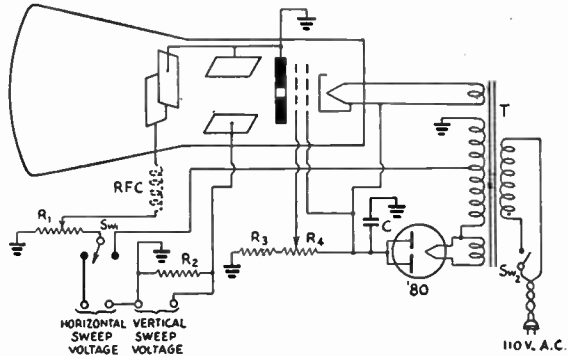 T
RFC
R1
Sw1
R2
R3
R4
C
'80
Sw2
HORIZONTAL
SWEEP
VOLTAGE
VERTICAL
SWEEP
VOLTAGE
110 V. A.C.